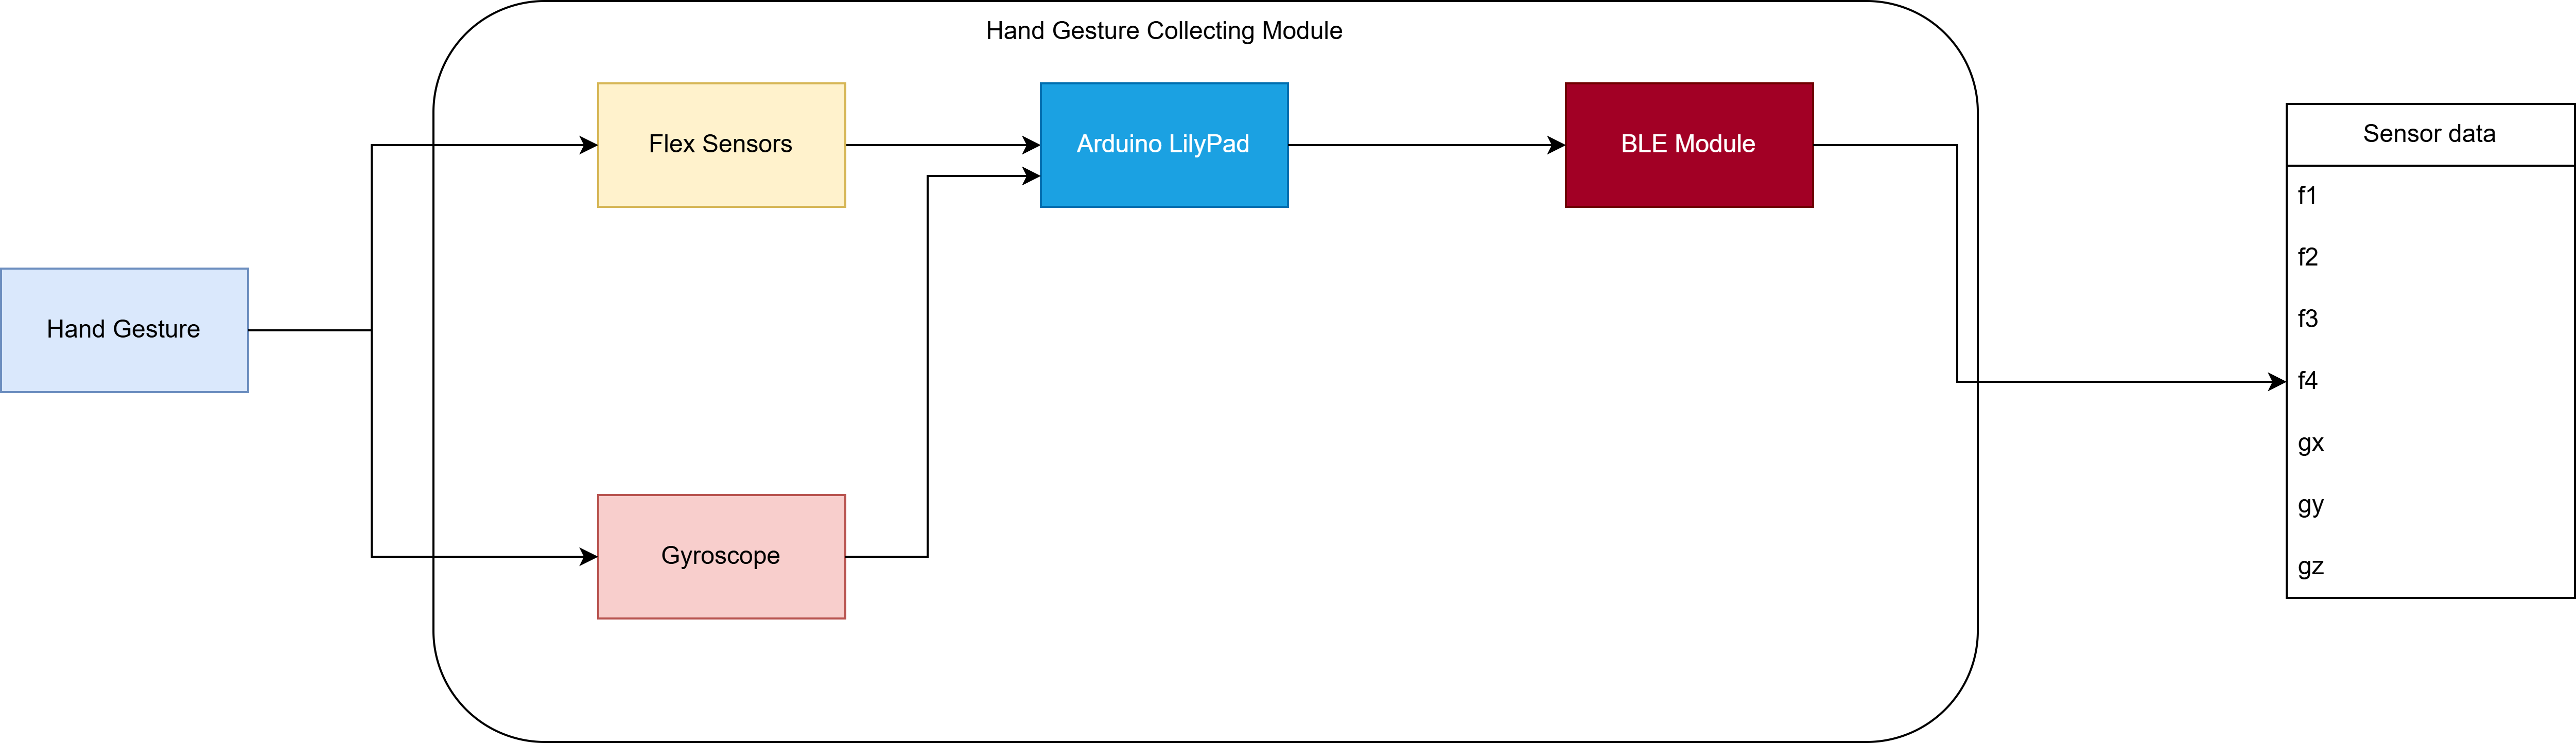 Hand Gesture Collecting Module
Flex Sensors
Arduino LilyPad
BLE Module
Hand Gesture
Gyroscope
Sensor data
f1
f2
f3
f4
gx
gy
gz